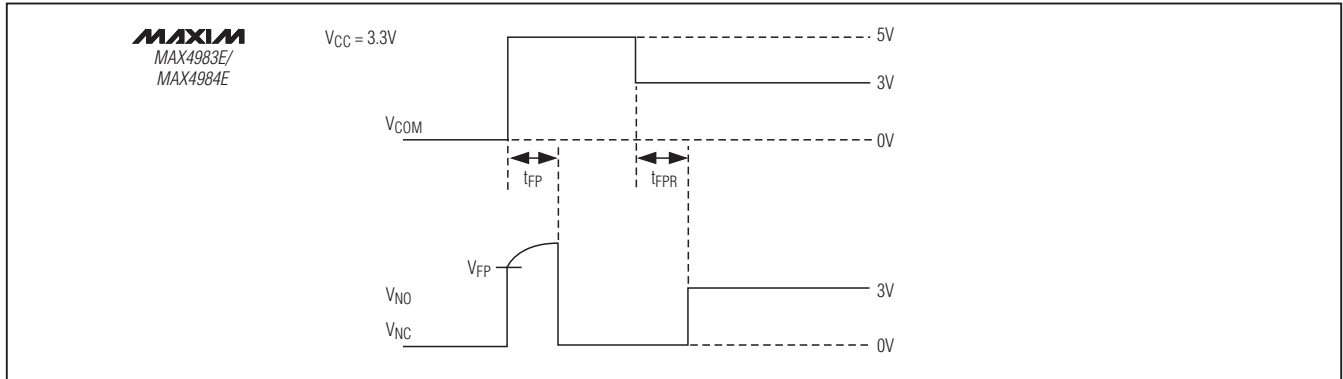 MAXIM
MAX4983E/
MAX4984E
VCC = 3.3V
5V
3V
VCOM
0V
tFP
tFPR
VFP
VNO
3V
VNC
0V